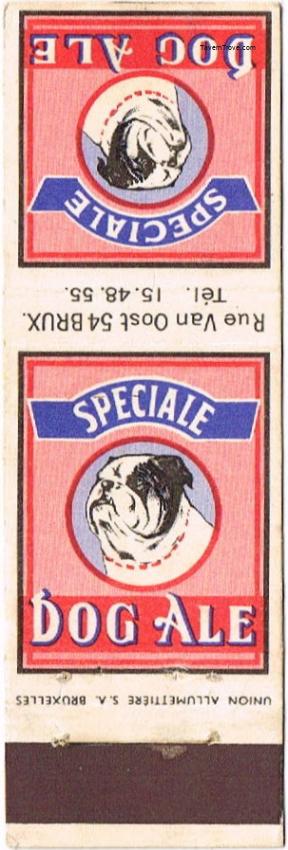 TavernTrove.com
DOG ALE
SPECIALE
Rue Van Oost 54 BRUX.
Tél. 15.48.55.
SPECIALE
DOG ALE
UNION ALLUMETTIÈRE S.A. BRUXELLES